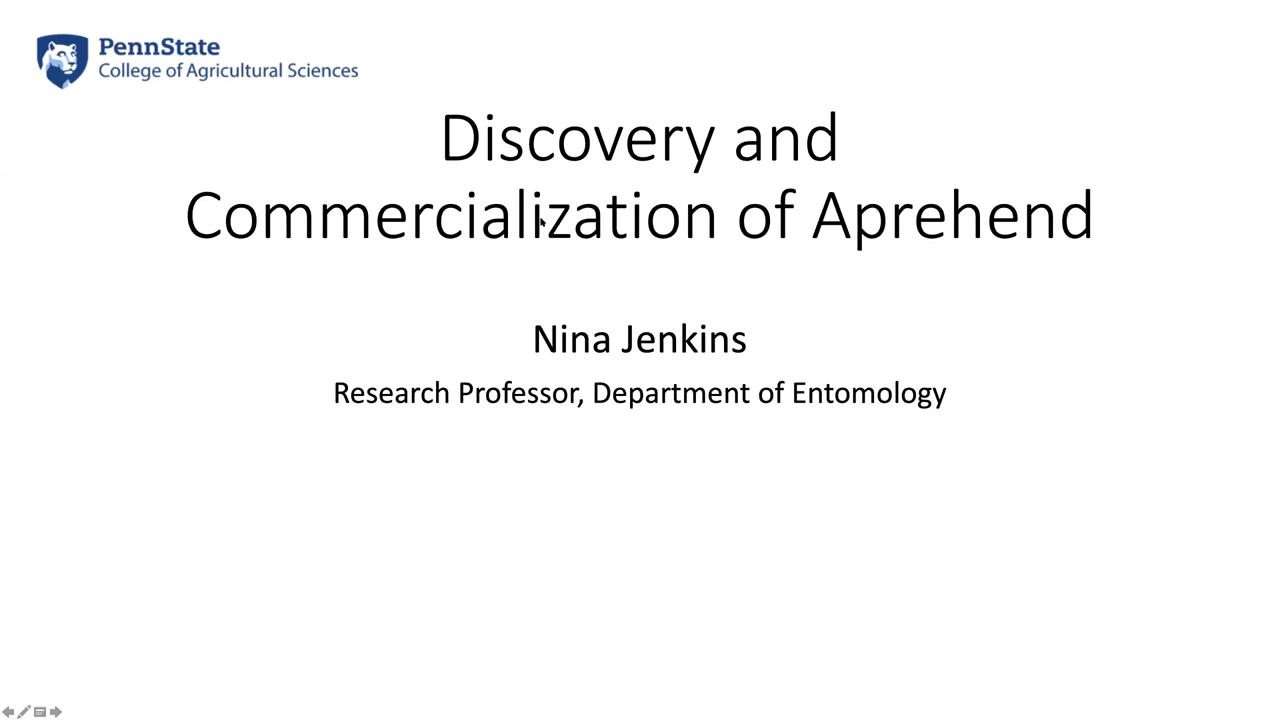 PennState
College of Agricultural Sciences
Discovery and
Commercialization of Aprehend
Nina Jenkins
Research Professor, Department of Entomology